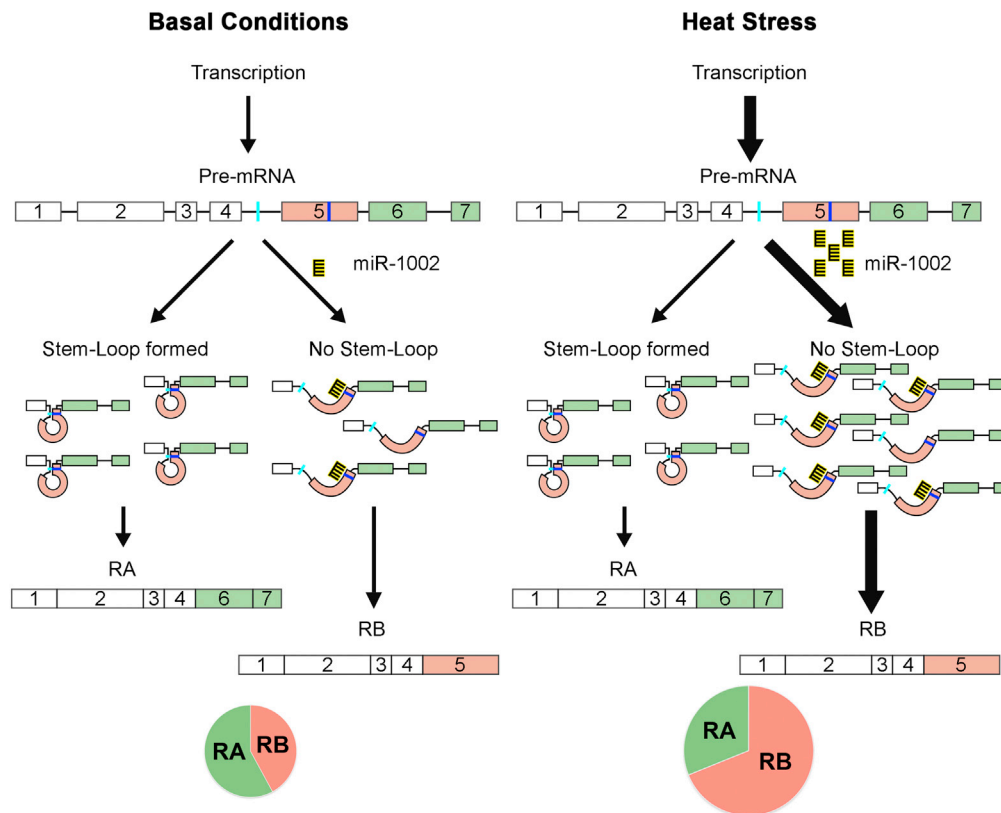 Basal Conditions
Transcription
Pre-mRNA
1 2 3 4 5 6 7
miR-1002
Stem-Loop formed
No Stem-Loop
RA
1 2 3 4 6 7
RB
1 2 3 4 5
RA RB
Heat Stress
Transcription
Pre-mRNA
1 2 3 4 5 6 7
miR-1002
Stem-Loop formed
No Stem-Loop
RA
1 2 3 4 6 7
RB
1 2 3 4 5
RA
RB